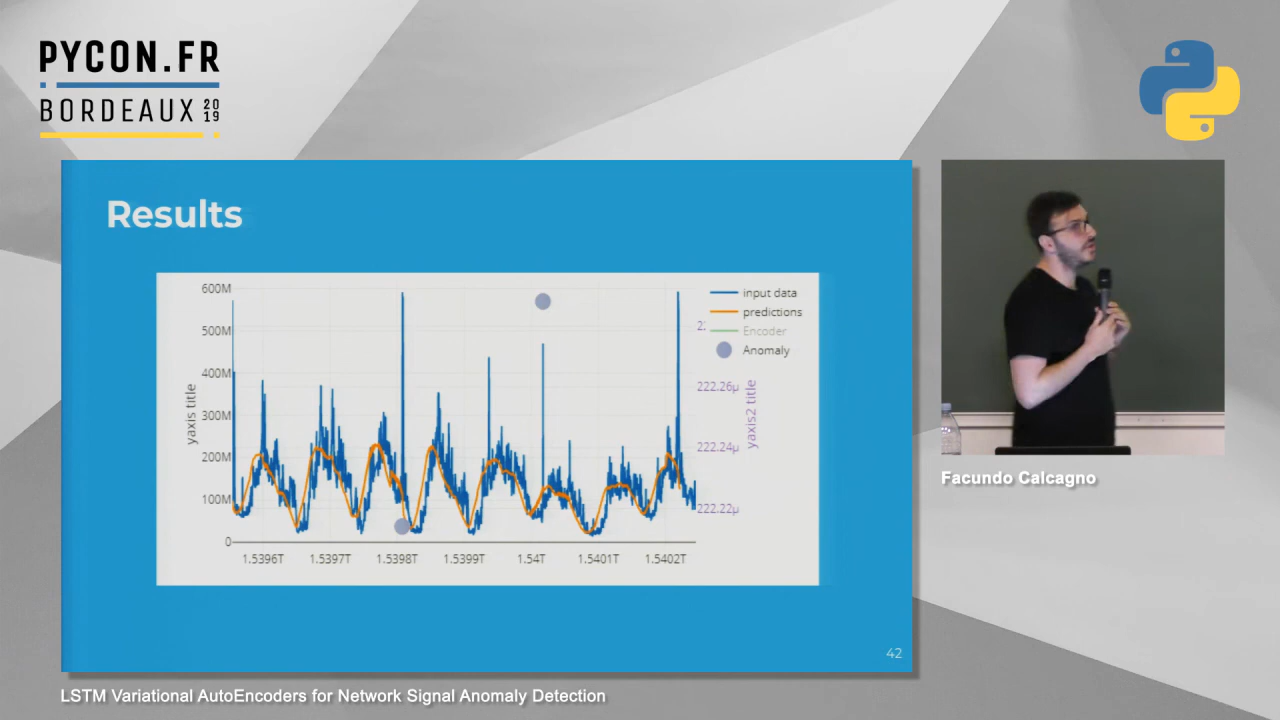 PYCON.FR
BORDEAUX 2019
Results
600M
500M
400M
300M
200M
100M
0
yaxis title
1.5396T
1.5397T
1.5398T
1.5399T
1.54T
1.5401T
1.5402T
222.26μ
222.24μ
222.22μ
yaxis2 title
input data
predictions
Encoder
Anomaly
42
Facundo Calcagno
LSTM Variational AutoEncoders for Network Signal Anomaly Detection